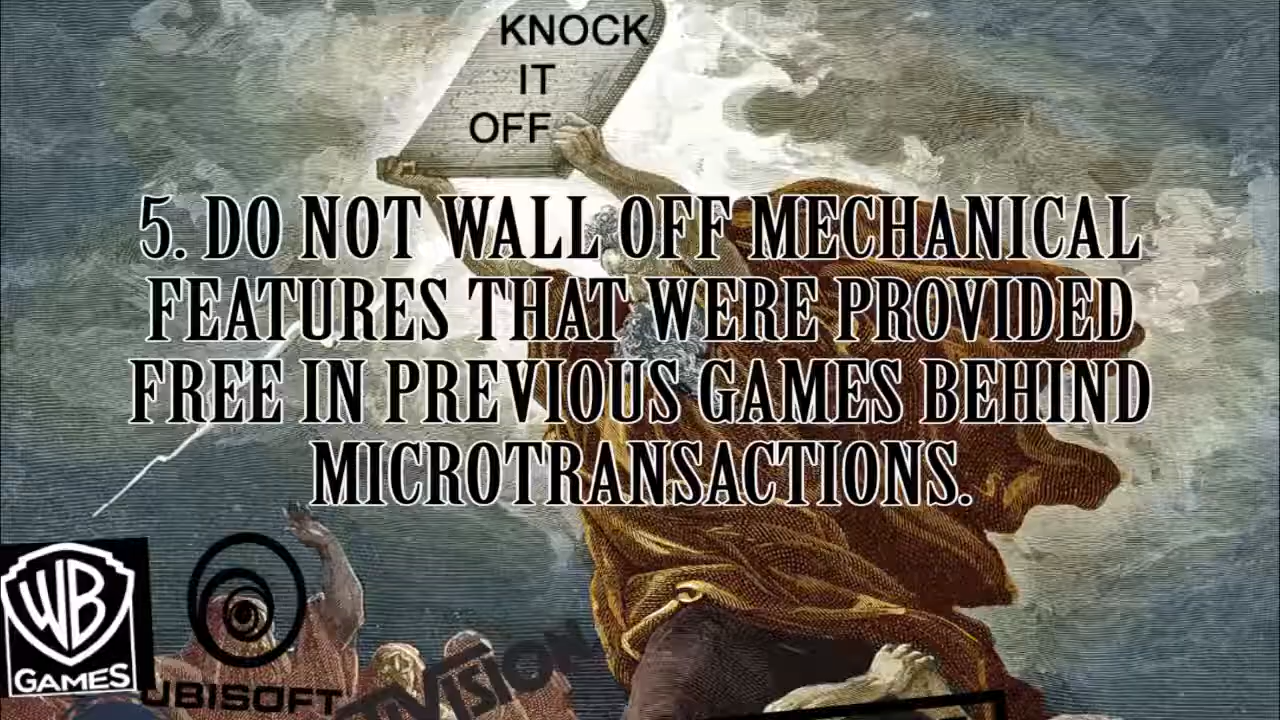 KNOCK
IT
OFF
5. DO NOT WALL OFF MECHANICAL
FEATURES THAT WERE PROVIDED
FREE IN PREVIOUS GAMES BEHIND
MICROTRANSACTIONS.
WB
GAMES
UBISOFT
TIVISION